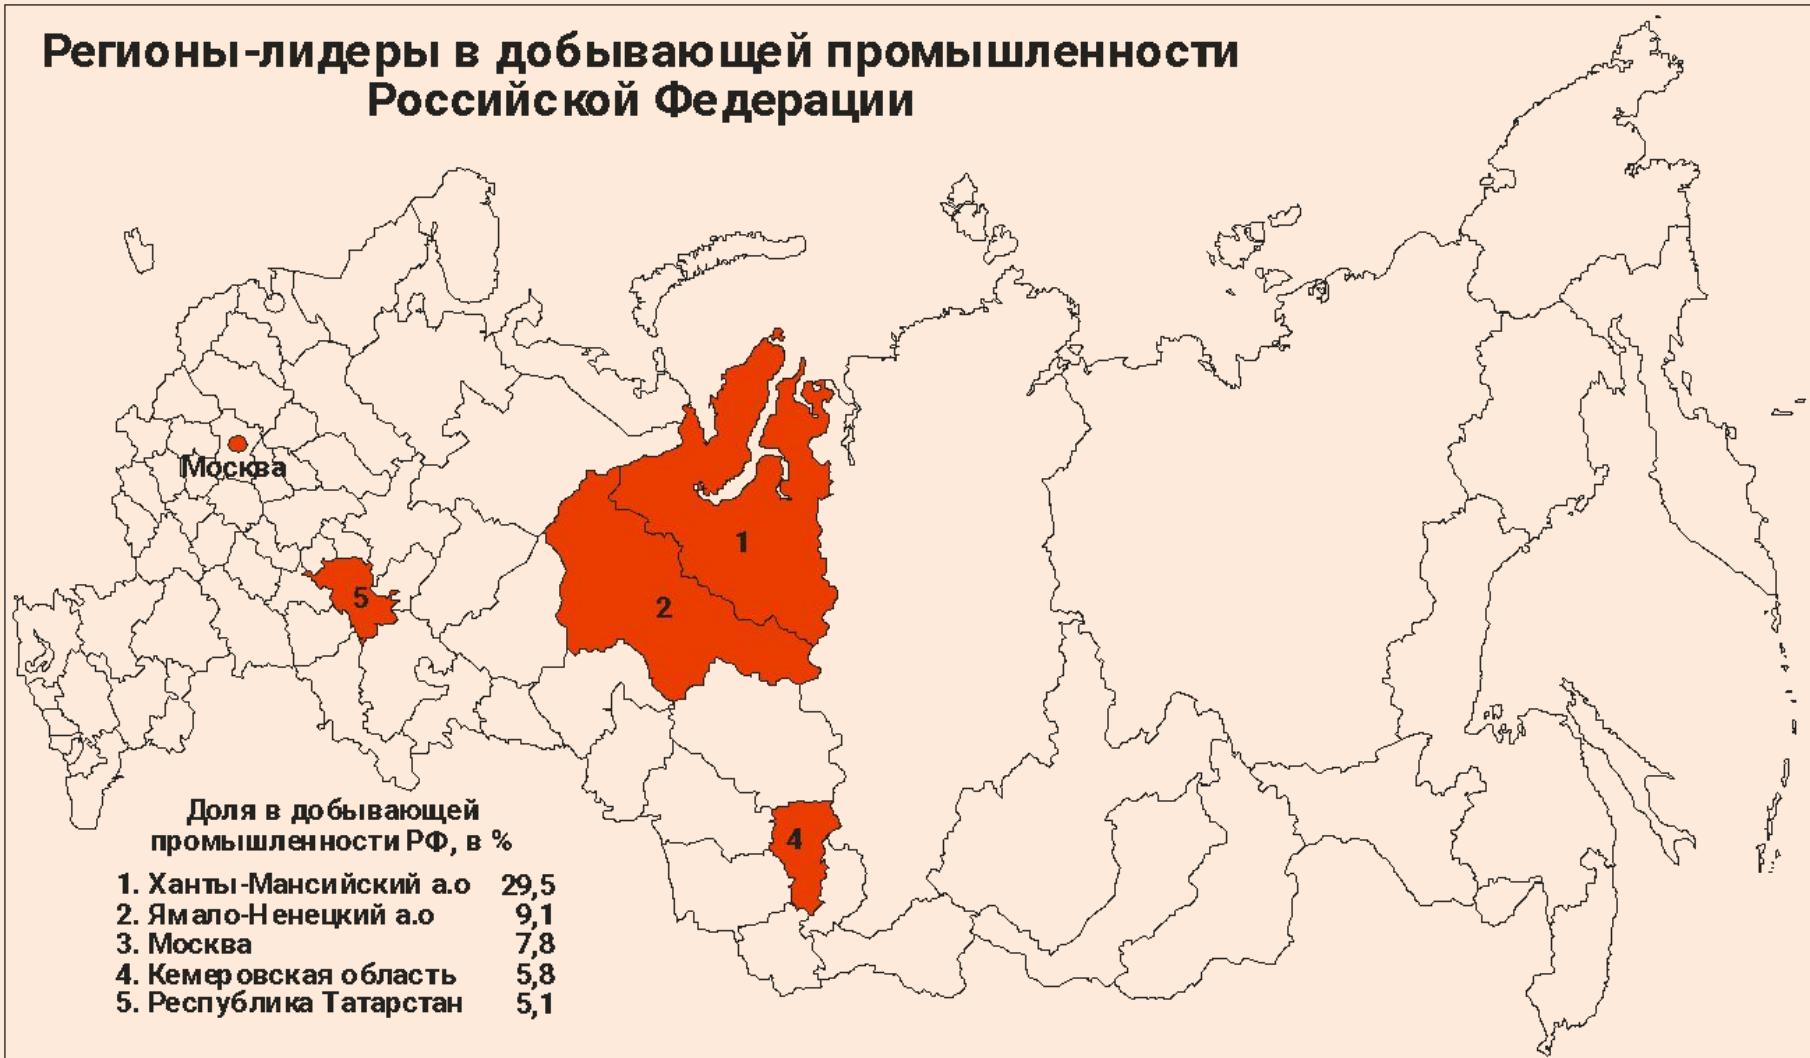 Регионы-лидеры в добывающей промышленности
Российской Федерации
Москва
1
2
5
4
Доля в добывающей
промышленности РФ, в %
1. Ханты-Мансийский а.о 29,5
2. Ямало-Ненецкий а.о 9,1
3. Москва 7,8
4. Кемеровская область 5,8
5. Республика Татарстан 5,1